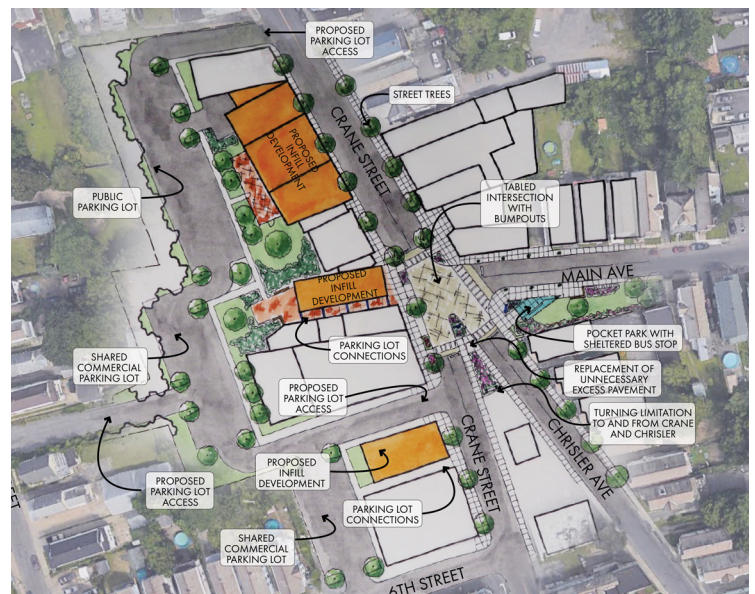 PROPOSED
PARKING LOT
ACCESS
STREET TREES
CRANE STREET
PROPOSED
INFILL
DEVELOPMENT
PUBLIC
PARKING LOT
TABLED
INTERSECTION
WITH
BUMPOUTS
MAIN AVE
PROPOSED
INFILL
DEVELOPMENT
POCKET PARK WITH
SHELTERED BUS STOP
PARKING LOT
CONNECTIONS
SHARED
COMMERCIAL
PARKING LOT
REPLACEMENT OF
UNNECESSARY
EXCESS PAVEMENT
PROPOSED
PARKING LOT
ACCESS
TURNING LIMITATION
TO AND FROM CRANE
AND CHRISLER
CRANE STREET
CHRISLER AVE
PROPOSED
INFILL
DEVELOPMENT
PROPOSED
PARKING LOT
ACCESS
PARKING LOT
CONNECTIONS
SHARED
COMMERCIAL
PARKING LOT
6TH STREET